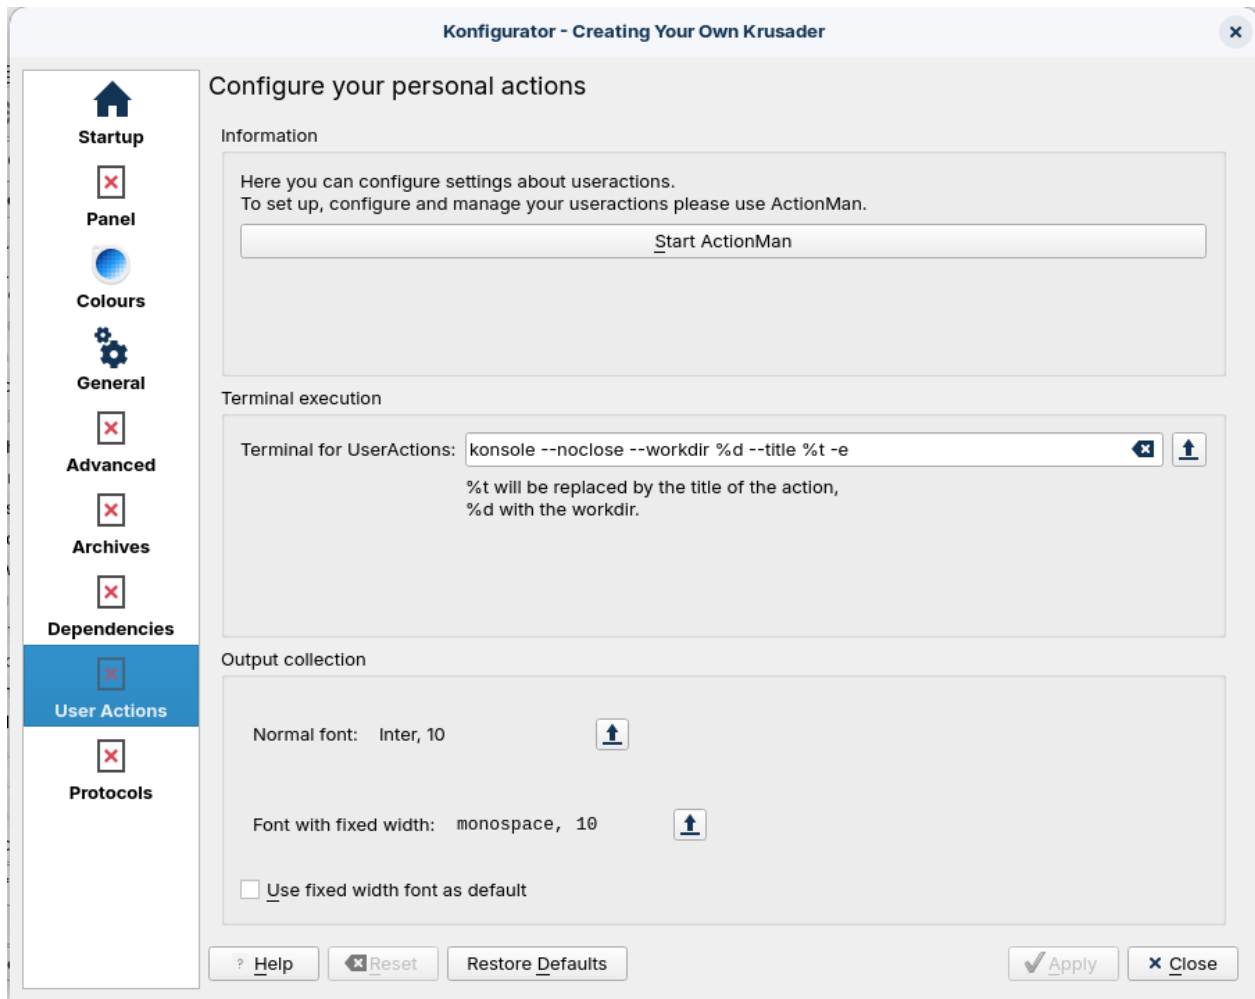 Konfigurator - Creating Your Own Krusader
Startup
Panel
Colours
General
Advanced
Archives
Dependencies
User Actions
Protocols
Configure your personal actions
Information
Here you can configure settings about useractions.
To set up, configure and manage your useractions please use ActionMan.
Start ActionMan
Terminal execution
Terminal for UserActions: konsole --noclose --workdir %d --title %t -e
%t will be replaced by the title of the action,
%d with the workdir.
Output collection
Normal font: Inter, 10
Font with fixed width: monospace, 10
Use fixed width font as default
? Help Reset Restore Defaults Apply Close